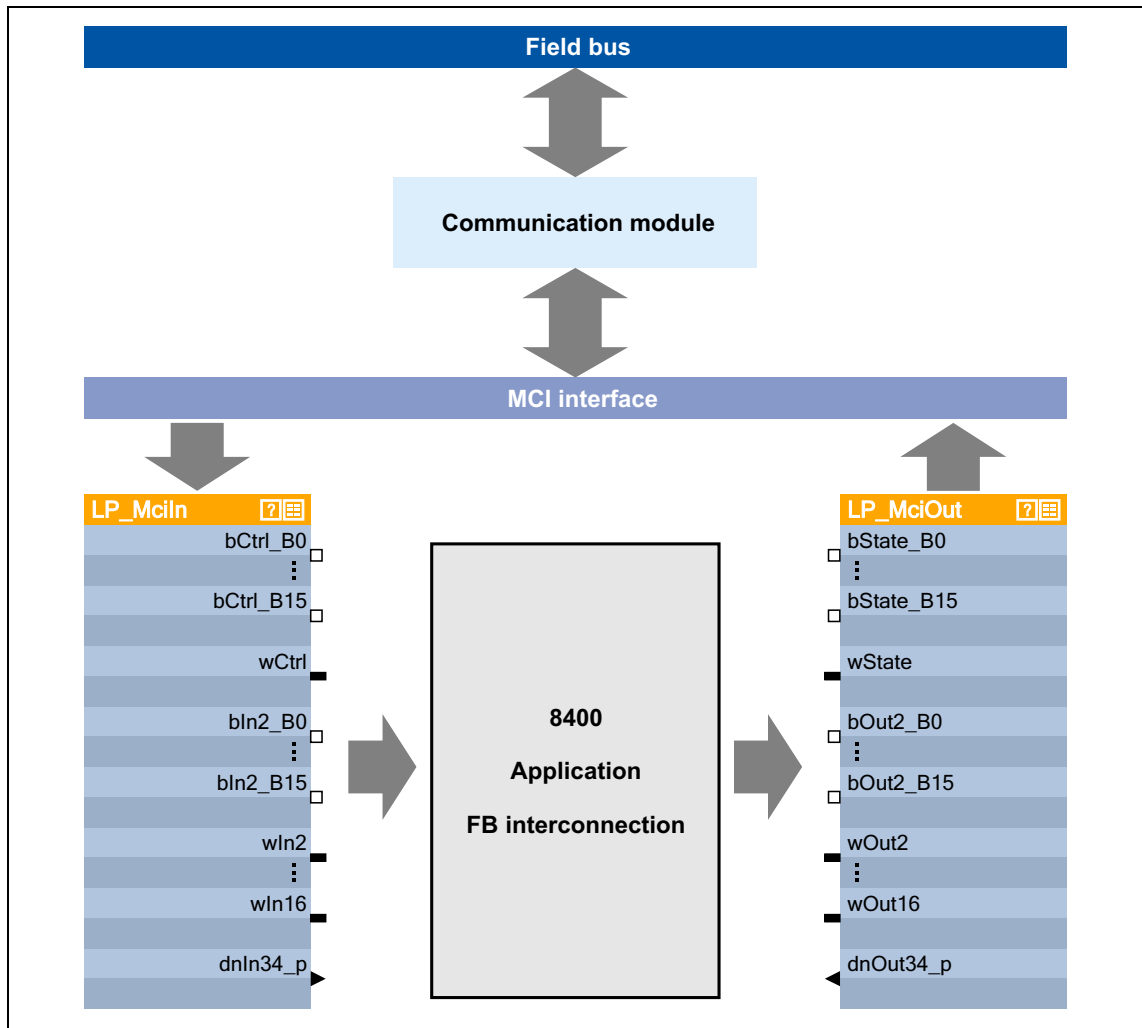 Field bus
Communication module
MCI interface
LP_MciIn
bCtrl_B0
bCtrl_B15
wCtrl
bIn2_B0
bIn2_B15
wIn2
wIn16
dnIn34_p
8400
Application
FB interconnection
LP_MciOut
bState_B0
bState_B15
wState
bOut2_B0
bOut2_B15
wOut2
wOut16
dnOut34_p